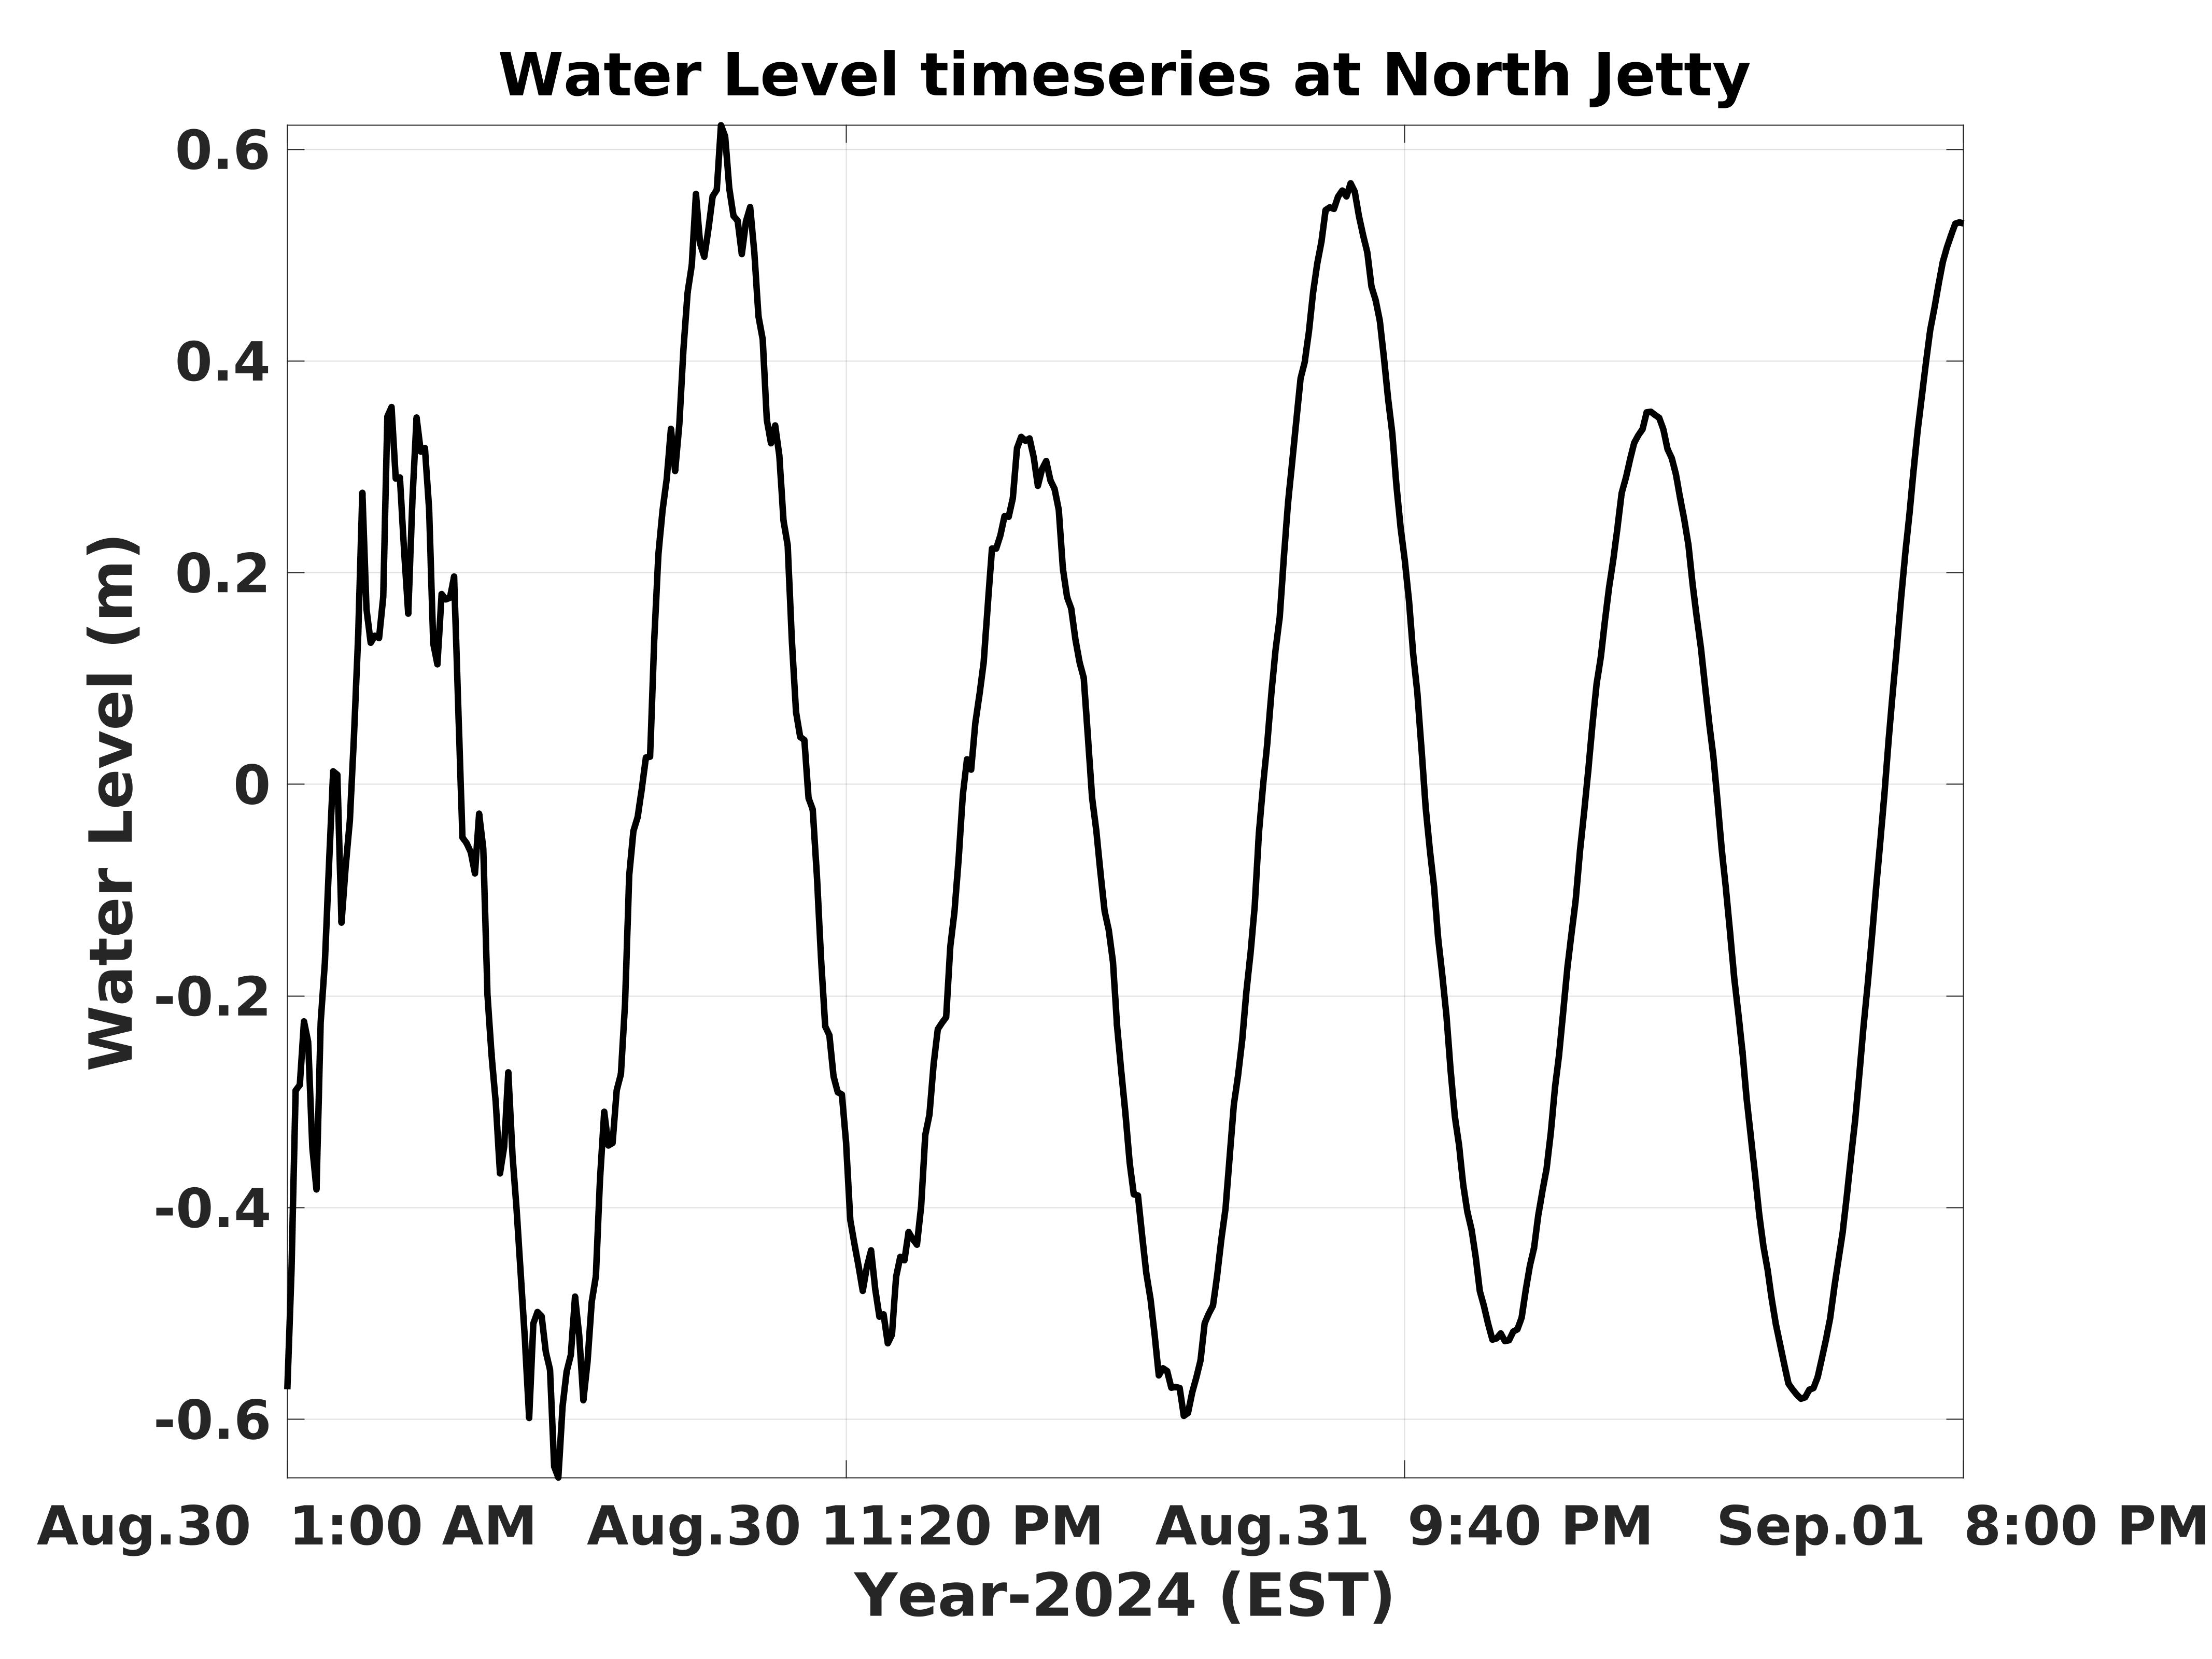 Water Level timeseries at North Jetty
0.6
0.4
0.2
0
-0.2
-0.4
-0.6
Water Level (m)
Aug.30 1:00 AM Aug.30 11:20 PM Aug.31 9:40 PM Sep.01 8:00 PM
Year-2024 (EST)